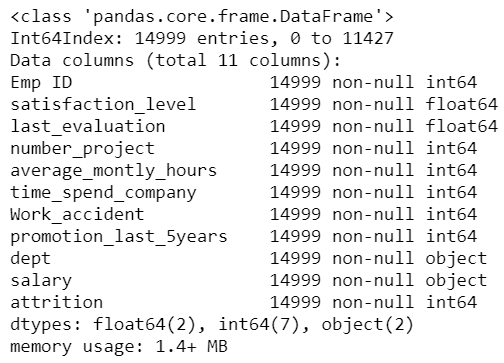 <class 'pandas.core.frame.DataFrame'>
Int64Index: 14999 entries, 0 to 11427
Data columns (total 11 columns):
Emp ID                   14999 non-null int64
satisfaction_level       14999 non-null float64
last_evaluation          14999 non-null float64
number_project           14999 non-null int64
average_montly_hours     14999 non-null int64
time_spend_company       14999 non-null int64
Work_accident            14999 non-null int64
promotion_last_5years    14999 non-null int64
dept                     14999 non-null object
salary                   14999 non-null object
attrition                14999 non-null int64
dtypes: float64(2), int64(7), object(2)
memory usage: 1.4+ MB